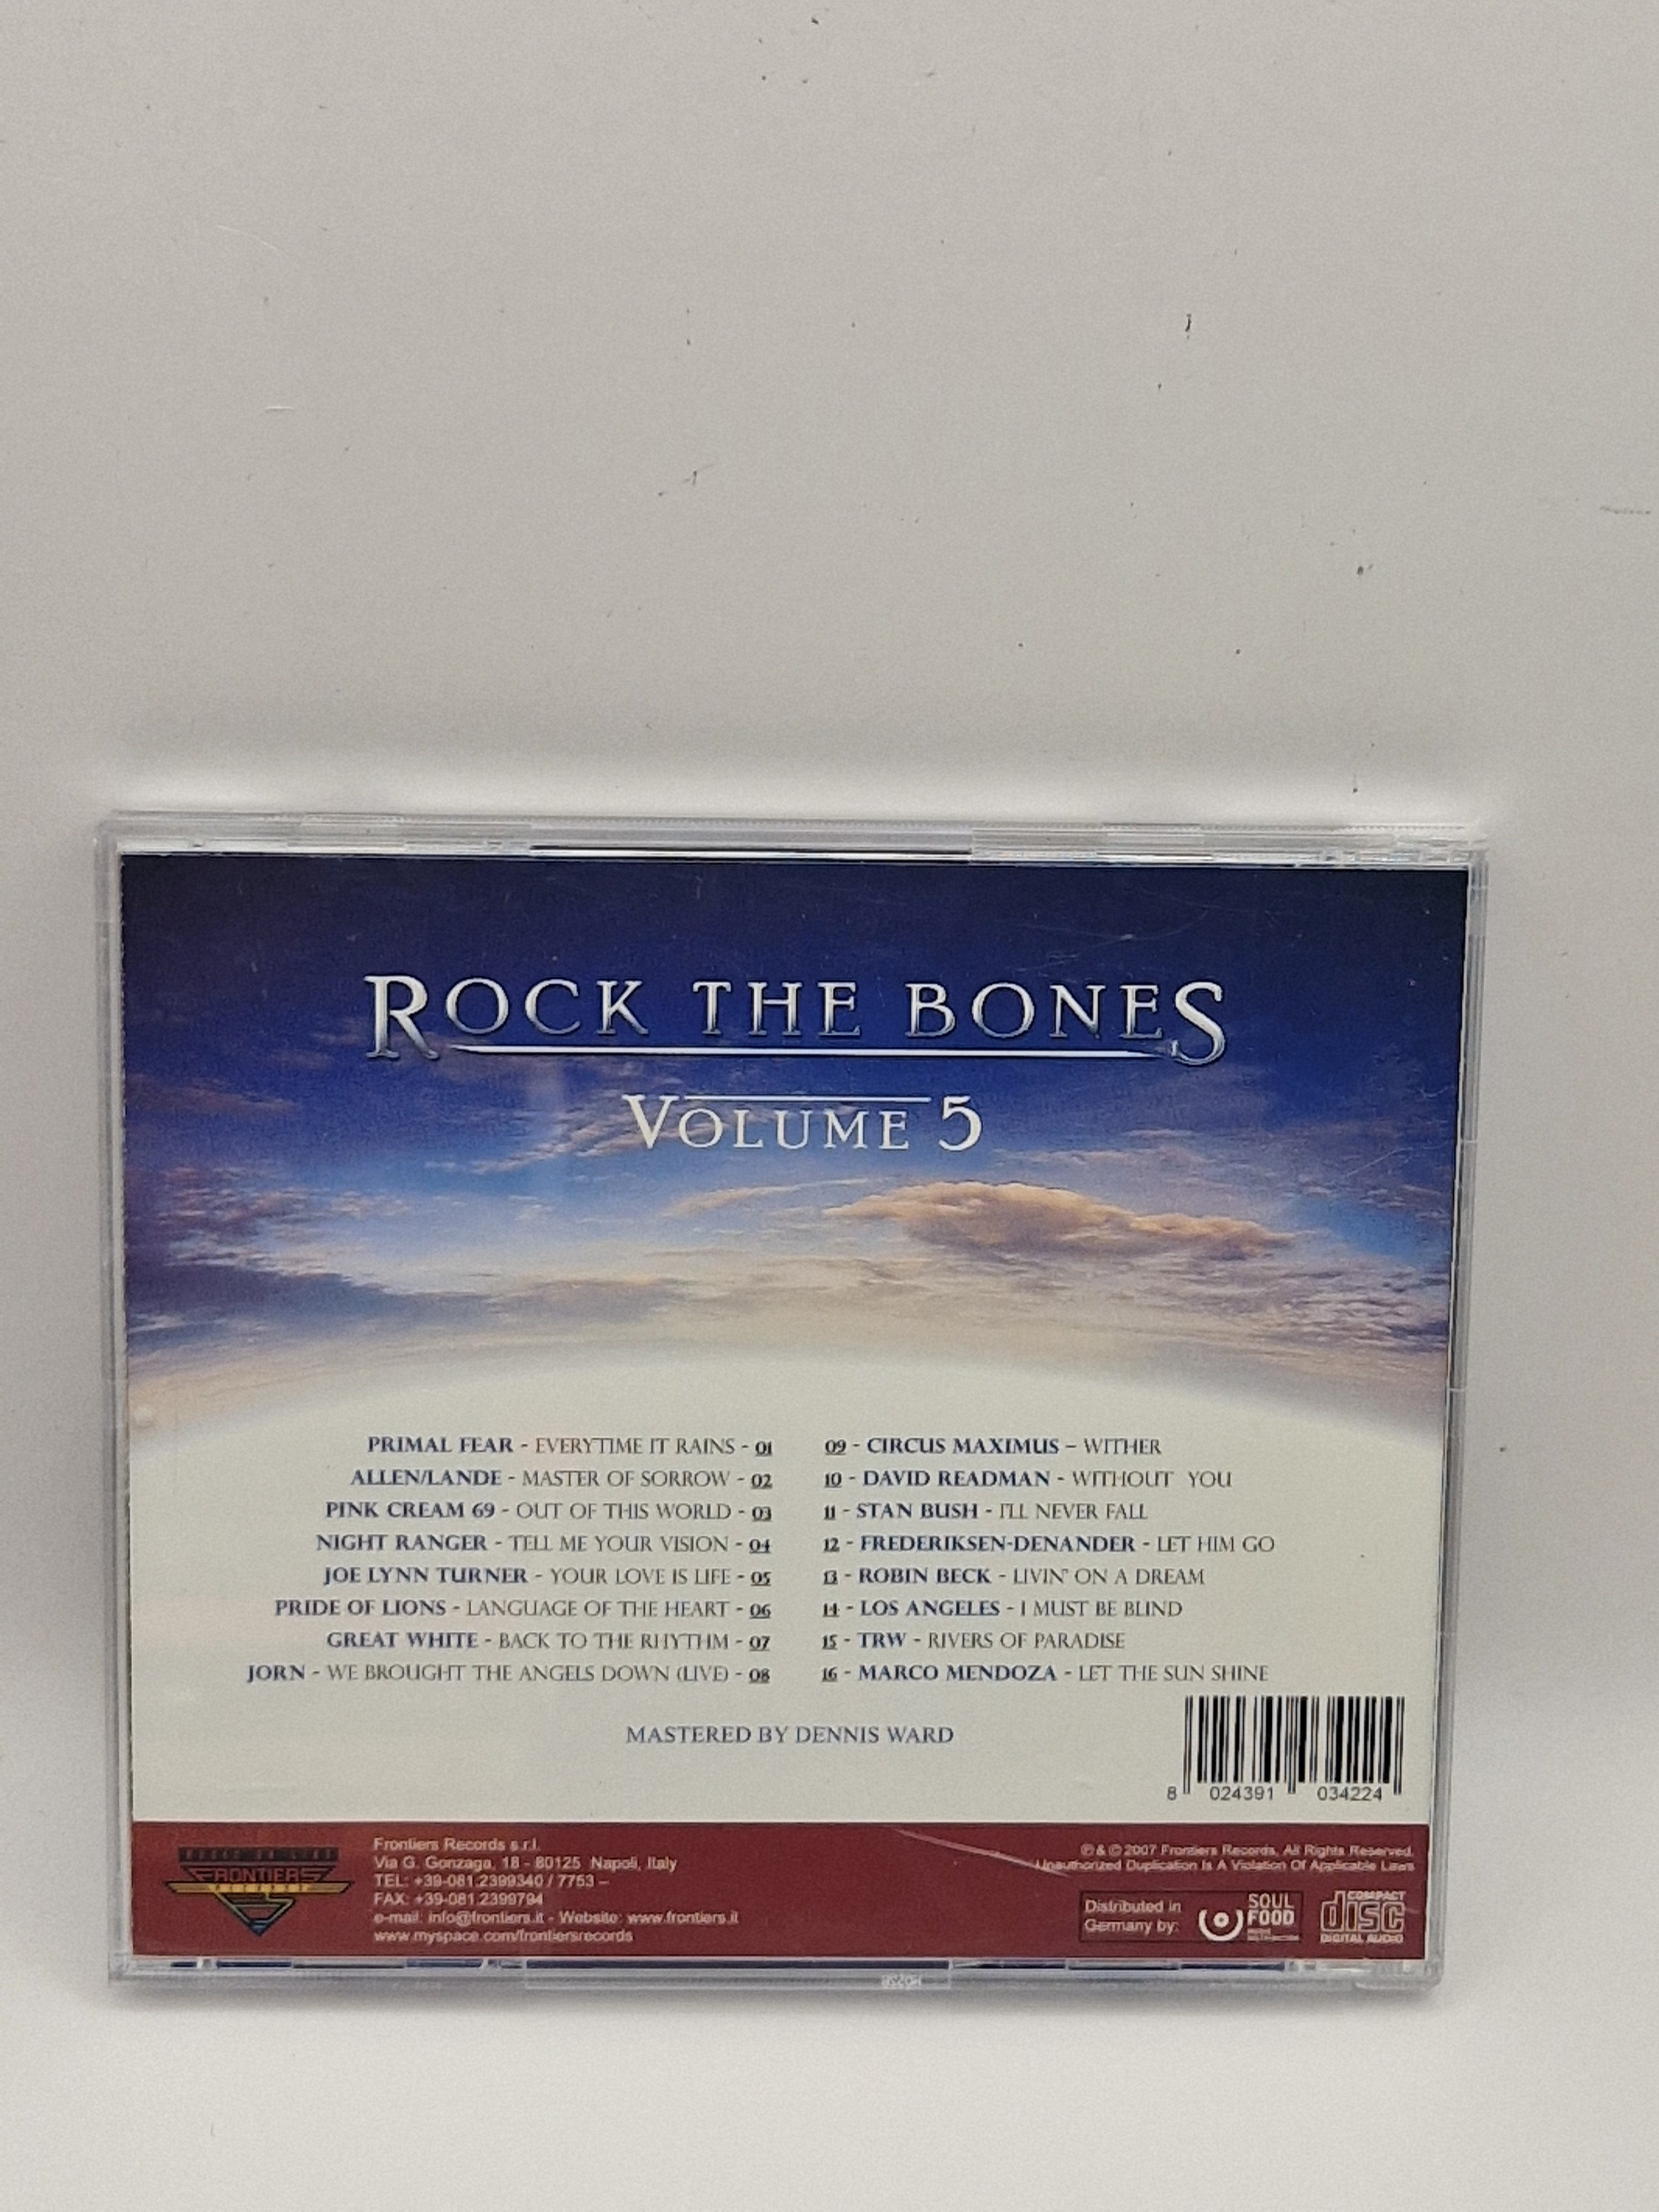 ROCK THE BONES
VOLUME 5
PRIMAL FEAR - EVERYTIME IT RAINS - 01
ALLEN/LANDE - MASTER OF SORROW - 02
PINK CREAM 69 - OUT OF THIS WORLD - 03
NIGHT RANGER - TELL ME YOUR VISION - 04
JOE LYNN TURNER - YOUR LOVE IS LIFE - 05
PRIDE OF LIONS - LANGUAGE OF THE HEART - 06
GREAT WHITE - BACK TO THE RHYTHM - 07
JORN - WE BROUGHT THE ANGELS DOWN (LIVE) - 08
09 - CIRCUS MAXIMUS – WITHER
10 - DAVID READMAN - WITHOUT YOU
11 - STAN BUSH - I'LL NEVER FALL
12 - FREDERIKSEN-DENANDER - LET HIM GO
13 - ROBIN BECK - LIVIN' ON A DREAM
14 - LOS ANGELES - I MUST BE BLIND
15 - TRW - RIVERS OF PARADISE
16 - MARCO MENDOZA - LET THE SUN SHINE
MASTERED BY DENNIS WARD
8 024391 034224
FRONTIERS
RECORDS
Frontiers Records s.r.l.
Via G. Gonzaga, 18 - 80125 Napoli, Italy
TEL: +39-081.2399340 / 7753 –
FAX: +39-081.2399794
e-mail: info@frontiers.it - Website: www.frontiers.it
www.myspace.com/frontiersrecords
℗ & © 2007 Frontiers Records. All Rights Reserved.
Unauthorized Duplication Is A Violation Of Applicable Laws
Distributed in
Germany by:
SOUL
FOOD
COMPACT
disc
DIGITAL AUDIO